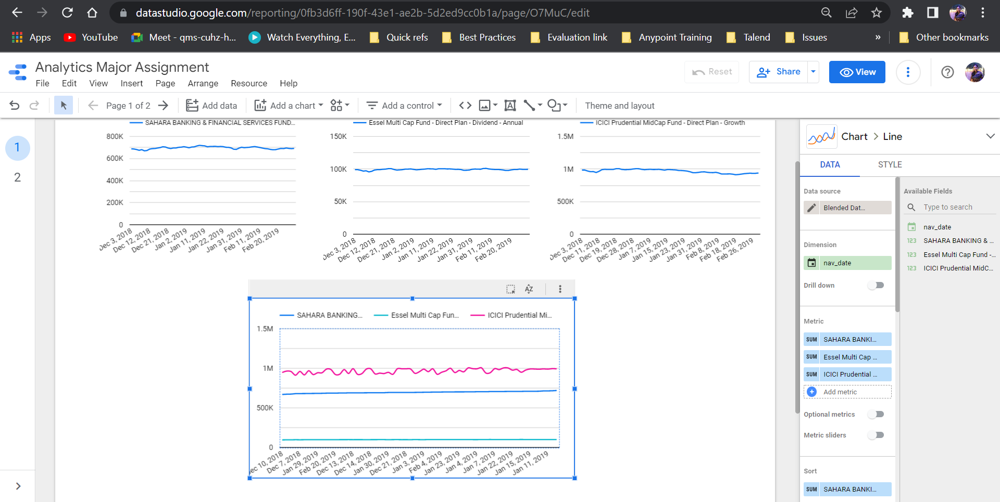 datastudio.google.com/reporting/0fb3d6ff-190f-43e1-ae2b-5d2ed9cc0b1a/page/O7MuC/edit
Apps YouTube Meet - qms-cuhz-h... Watch Everything, E... Quick refs Best Practices Evaluation link Anypoint Training Talend Issues » Other bookmarks
Analytics Major Assignment
File Edit View Insert Page Arrange Resource Help
Reset Share View
Page 1 of 2 Add data Add a chart Add a control Theme and layout
1
2
SAHARA BANKING & FINANCIAL SERVICES FUND...
800K
600K
400K
200K
0
Dec 3, 2018 Dec 12, 2018 Dec 21, 2018 Jan 2, 2019 Jan 11, 2019 Jan 22, 2019 Jan 31, 2019 Feb 11, 2019 Feb 20, 2019
Essel Multi Cap Fund - Direct Plan - Dividend - Annual
150K
100K
50K
0
Dec 3, 2018 Dec 12, 2018 Dec 21, 2018 Jan 2, 2019 Jan 11, 2019 Jan 22, 2019 Jan 31, 2019 Feb 11, 2019 Feb 20, 2019
ICICI Prudential MidCap Fund - Direct Plan - Growth
1.5M
1M
500K
0
Dec 3, 2018 Dec 11, 2018 Dec 19, 2018 Dec 28, 2018 Jan 7, 2019 Jan 15, 2019 Jan 23, 2019 Jan 31, 2019 Feb 8, 2019 Feb 18, 2019 Feb 26, 2019
AZ
SAHARA BANKING... Essel Multi Cap Fun... ICICI Prudential Mi...
1.5M
1M
500K
0
ec 10, 2018 Dec 7, 2018 Jan 29, 2019 Feb 20, 2019 Dec 13, 2018 Dec 14, 2018 Jan 30, 2019 Dec 21, 2018 Jan 3, 2019 Feb 4, 2019 Jan 23, 2019 Jan 4, 2019 Jan 7, 2019 Jan 22, 2019 Jan 15, 2019 Jan 11, 2019
Chart > Line
DATA STYLE
Data source
Blended Dat...
Dimension
nav_date
Drill down
Metric
SUM SAHARA BANKI...
SUM Essel Multi Cap ...
SUM ICICI Prudential ...
Add metric
Optional metrics
Metric sliders
Sort
SUM SAHARA BANKI...
Available Fields
Type to search
nav_date
123 SAHARA BANKING & ...
123 Essel Multi Cap Fund -...
123 ICICI Prudential MidC...